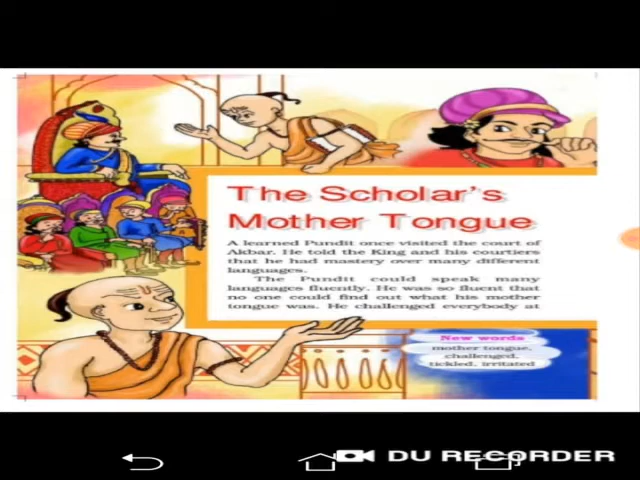 The Scholar's
Mother Tongue
A learned Pundit once visited the court of
Akbar. He told the King and his courtiers
that he had mastery over many different
languages.
The Pundit could speak many
languages fluently. He was so fluent that
no one could find out what his mother
tongue was. He challenged everybody at
New words
mother tongue,
challenged,
tickled, irritated
DU RECORDER